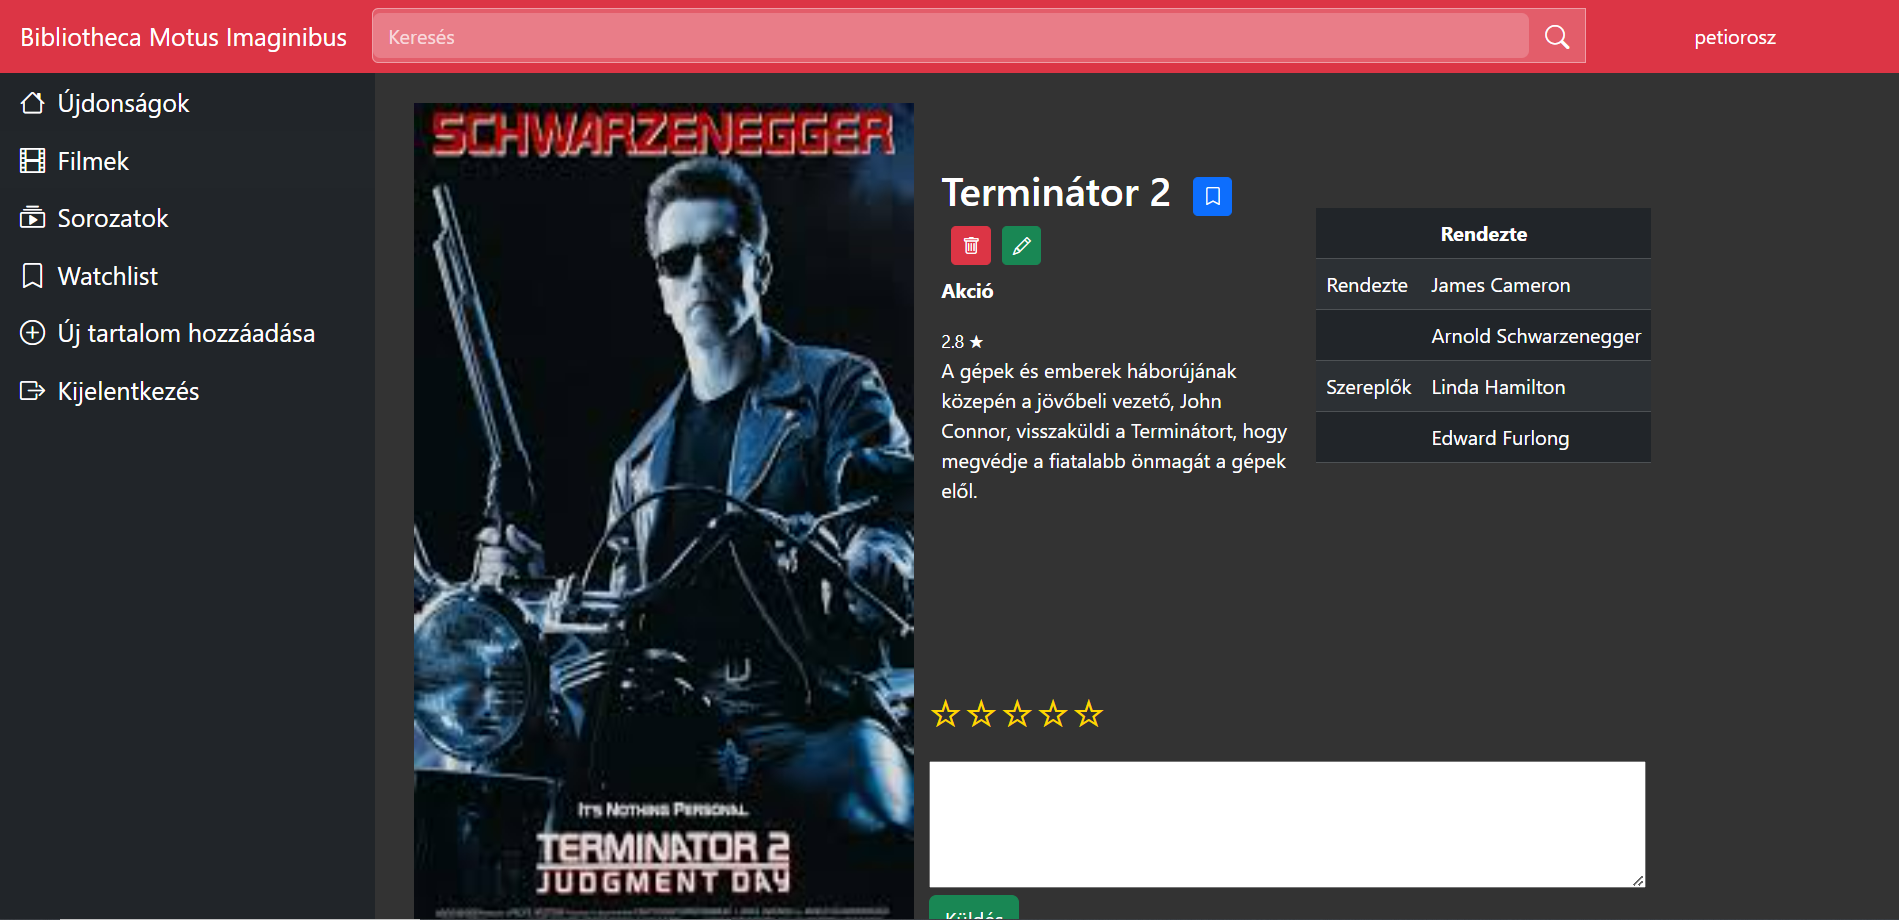 Bibliotheca Motus Imaginibus
Keresés
petiorosz
Újdonságok
Filmek
Sorozatok
Watchlist
Új tartalom hozzáadása
Kijelentkezés
SCHWARZENEGGER
IT'S NOTHING PERSONAL.
TERMINATOR 2
JUDGMENT DAY
Terminátor 2
Akció
2.8 ★
A gépek és emberek háborújának
közepén a jövőbeli vezető, John
Connor, visszaküldi a Terminátort, hogy
megvédje a fiatalabb önmagát a gépek
elől.
Rendezte
Rendezte James Cameron
Arnold Schwarzenegger
Szereplők Linda Hamilton
Edward Furlong
Küldés